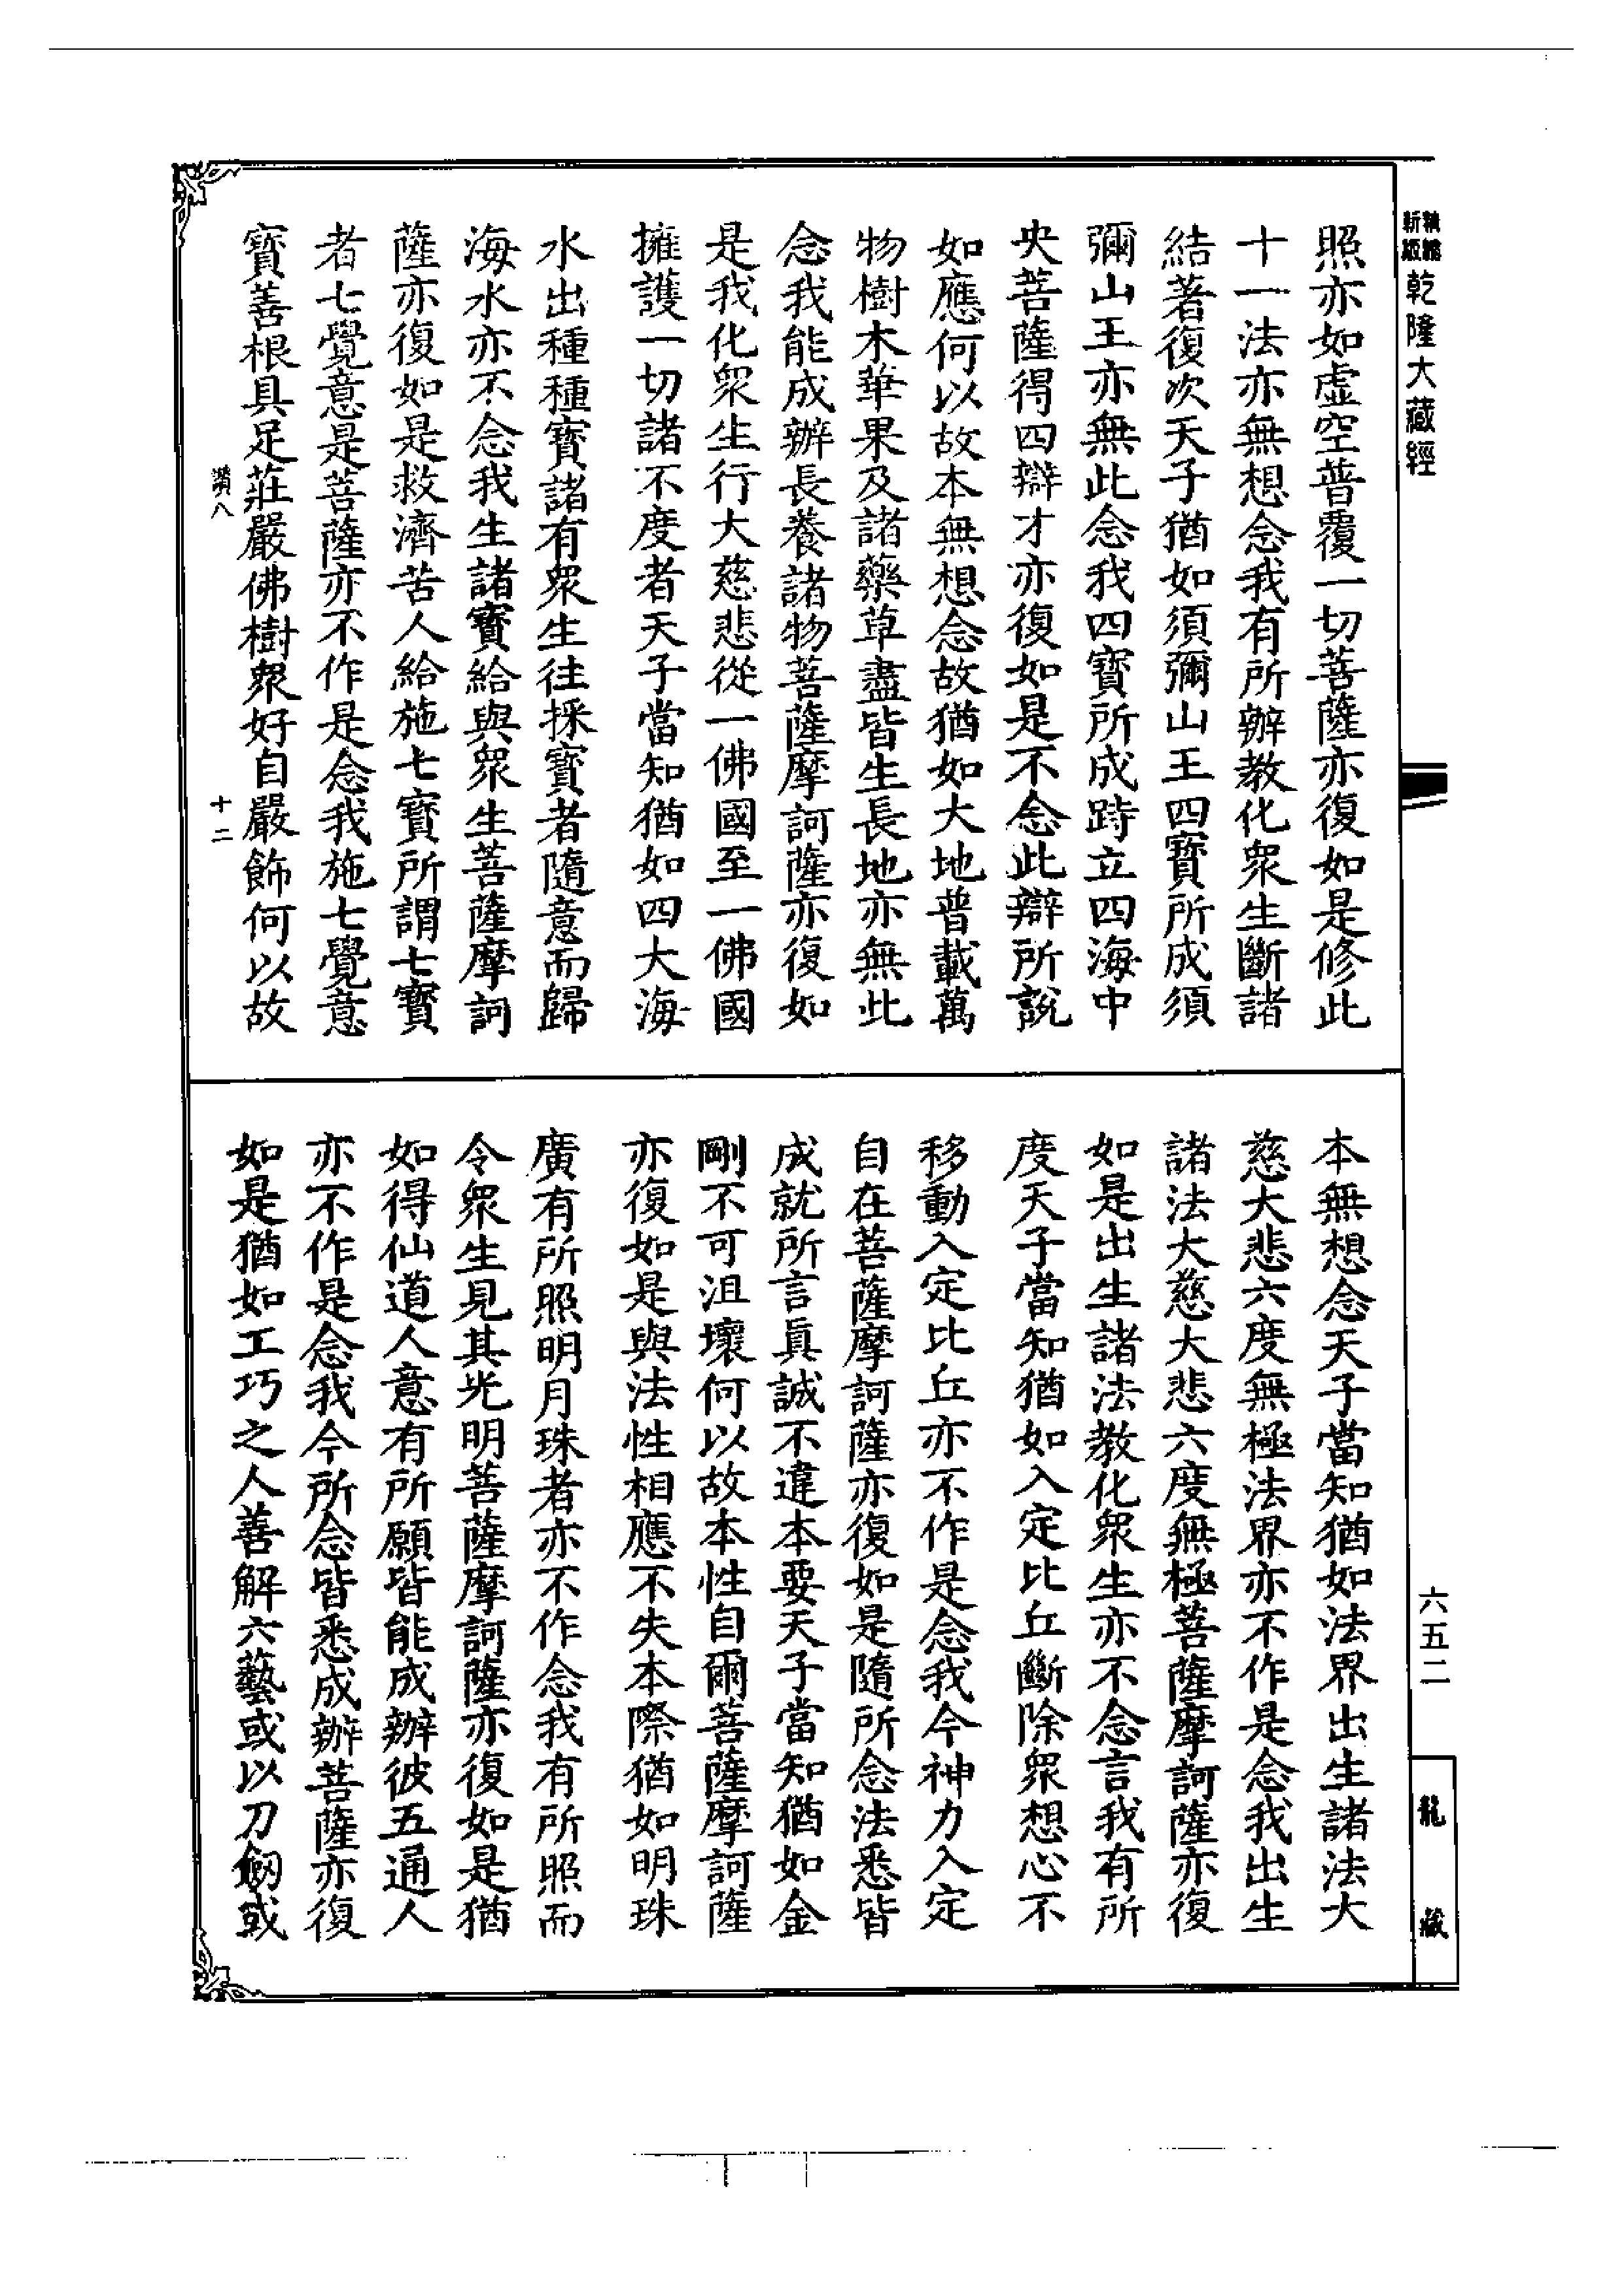 新編縮版 乾隆大藏經
照亦如虛空普覆一切菩薩亦復如是修此
十一法亦無想念我有所辦教化眾生斷諸
結著復次天子猶如須彌山王四寶所成須
彌山王亦無此念我四寶所成跱立四海中
央菩薩得四辯才亦復如是不念此辯所說
如應何以故本無想念故猶如大地普載萬
物樹木華果及諸藥草盡皆生長地亦無此
念我能成辦長養諸物菩薩摩訶薩亦復如
是我化眾生行大慈悲從一佛國至一佛國
擁護一切諸不度者天子當知猶如四大海
水出種種寶諸有眾生往採寶者隨意而歸
海水亦不念我生諸寶給與眾生菩薩摩訶
薩亦復如是救濟苦人給施七寶所謂七寶
者七覺意是菩薩亦不作是念我施七覺意
寶善根具足莊嚴佛樹眾好自嚴飾何以故
八
十二
本無想念天子當知猶如法界出生諸法大
慈大悲六度無極法界亦不作是念我出生
諸法大慈大悲六度無極菩薩摩訶薩亦復
如是出生諸法教化眾生亦不念言我有所
度天子當知猶如入定比丘斷除眾想心不
移動入定比丘亦不作是念我今神力入定
自在菩薩摩訶薩亦復如是隨所念法悉皆
成就所言真誠不違本要天子當知猶如金
剛不可沮壞何以故本性自爾菩薩摩訶薩
亦復如是與法性相應不失本際猶如明珠
廣有所照明月珠者亦不作念我有所照而
令眾生見其光明菩薩摩訶薩亦復如是猶
如得仙道人意有所願皆能成辦彼五通人
亦不作是念我今所念皆悉成辦菩薩亦復
如是猶如工巧之人善解六藝或以刀劒或
六五二
龍藏